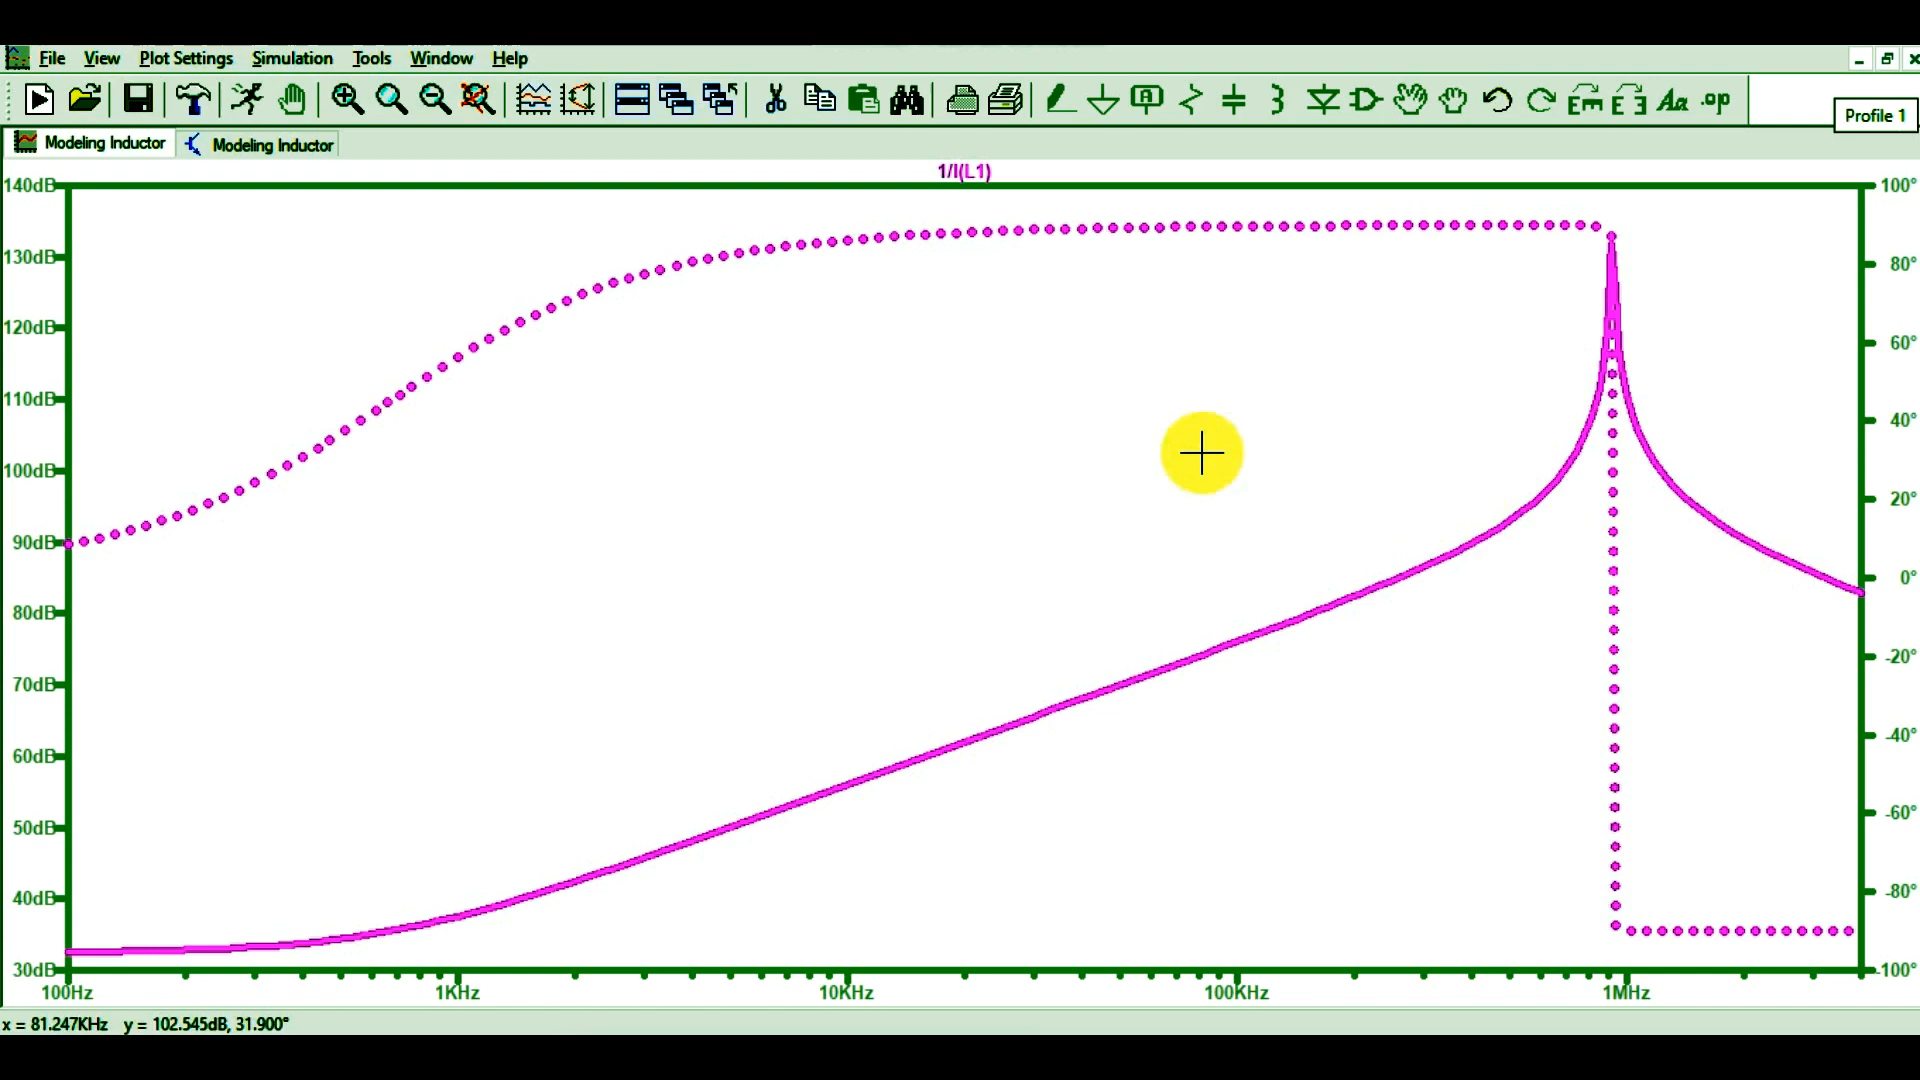 File View Plot Settings Simulation Tools Window Help
A Aa .op
Profile 1
Modeling Inductor Modeling Inductor
1/I(L1)
140dB 100°
130dB 80°
120dB 60°
110dB 40°
100dB 20°
90dB 0°
80dB -20°
70dB -40°
60dB -60°
50dB -80°
40dB -100°
30dB
100Hz 1KHz 10KHz 100KHz 1MHz
x = 81.247KHz y = 102.545dB, 31.900°